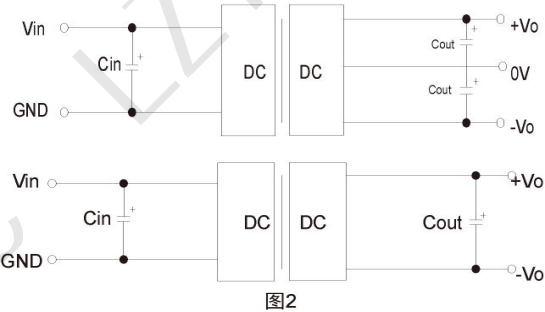 Vin
Cin
+
GND
DC
DC
Cout
+
Cout
+
+Vo
0V
-Vo
Vin
Cin
+
GND
DC
DC
Cout
+
+Vo
-Vo
图2